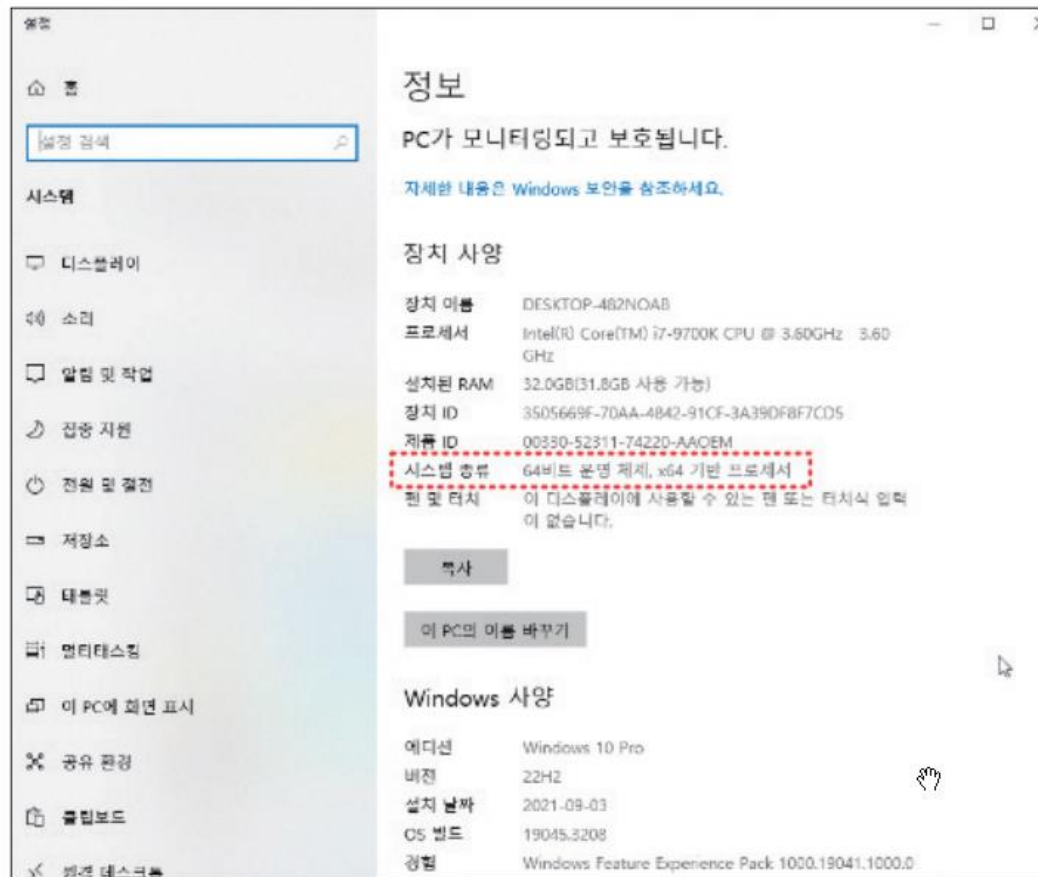 설정
홈
설정 검색
시스템
디스플레이
소리
알림 및 작업
집중 지원
전원 및 절전
저장소
태블릿
멀티태스킹
이 PC에 화면 표시
공유 환경
클립보드
원격 데스크톱
정보
PC가 모니터링되고 보호됩니다.
자세한 내용은 Windows 보안을 참조하세요.
장치 사양
장치 이름 DESKTOP-482NOAB
프로세서 Intel(R) Core(TM) i7-9700K CPU @ 3.60GHz 3.60
GHz
설치된 RAM 32.0GB(31.8GB 사용 가능)
장치 ID 3505669F-70AA-4842-91CF-3A39DF8F7CD5
제품 ID 00330-52311-74220-AAOEM
시스템 종류 64비트 운영 체제, x64 기반 프로세서
펜 및 터치 이 디스플레이에 사용할 수 있는 펜 또는 터치식 입력
이 없습니다.
복사
이 PC의 이름 바꾸기
Windows 사양
에디션 Windows 10 Pro
버전 22H2
설치 날짜 2021-09-03
OS 빌드 19045.3208
경험 Windows Feature Experience Pack 1000.19041.1000.0